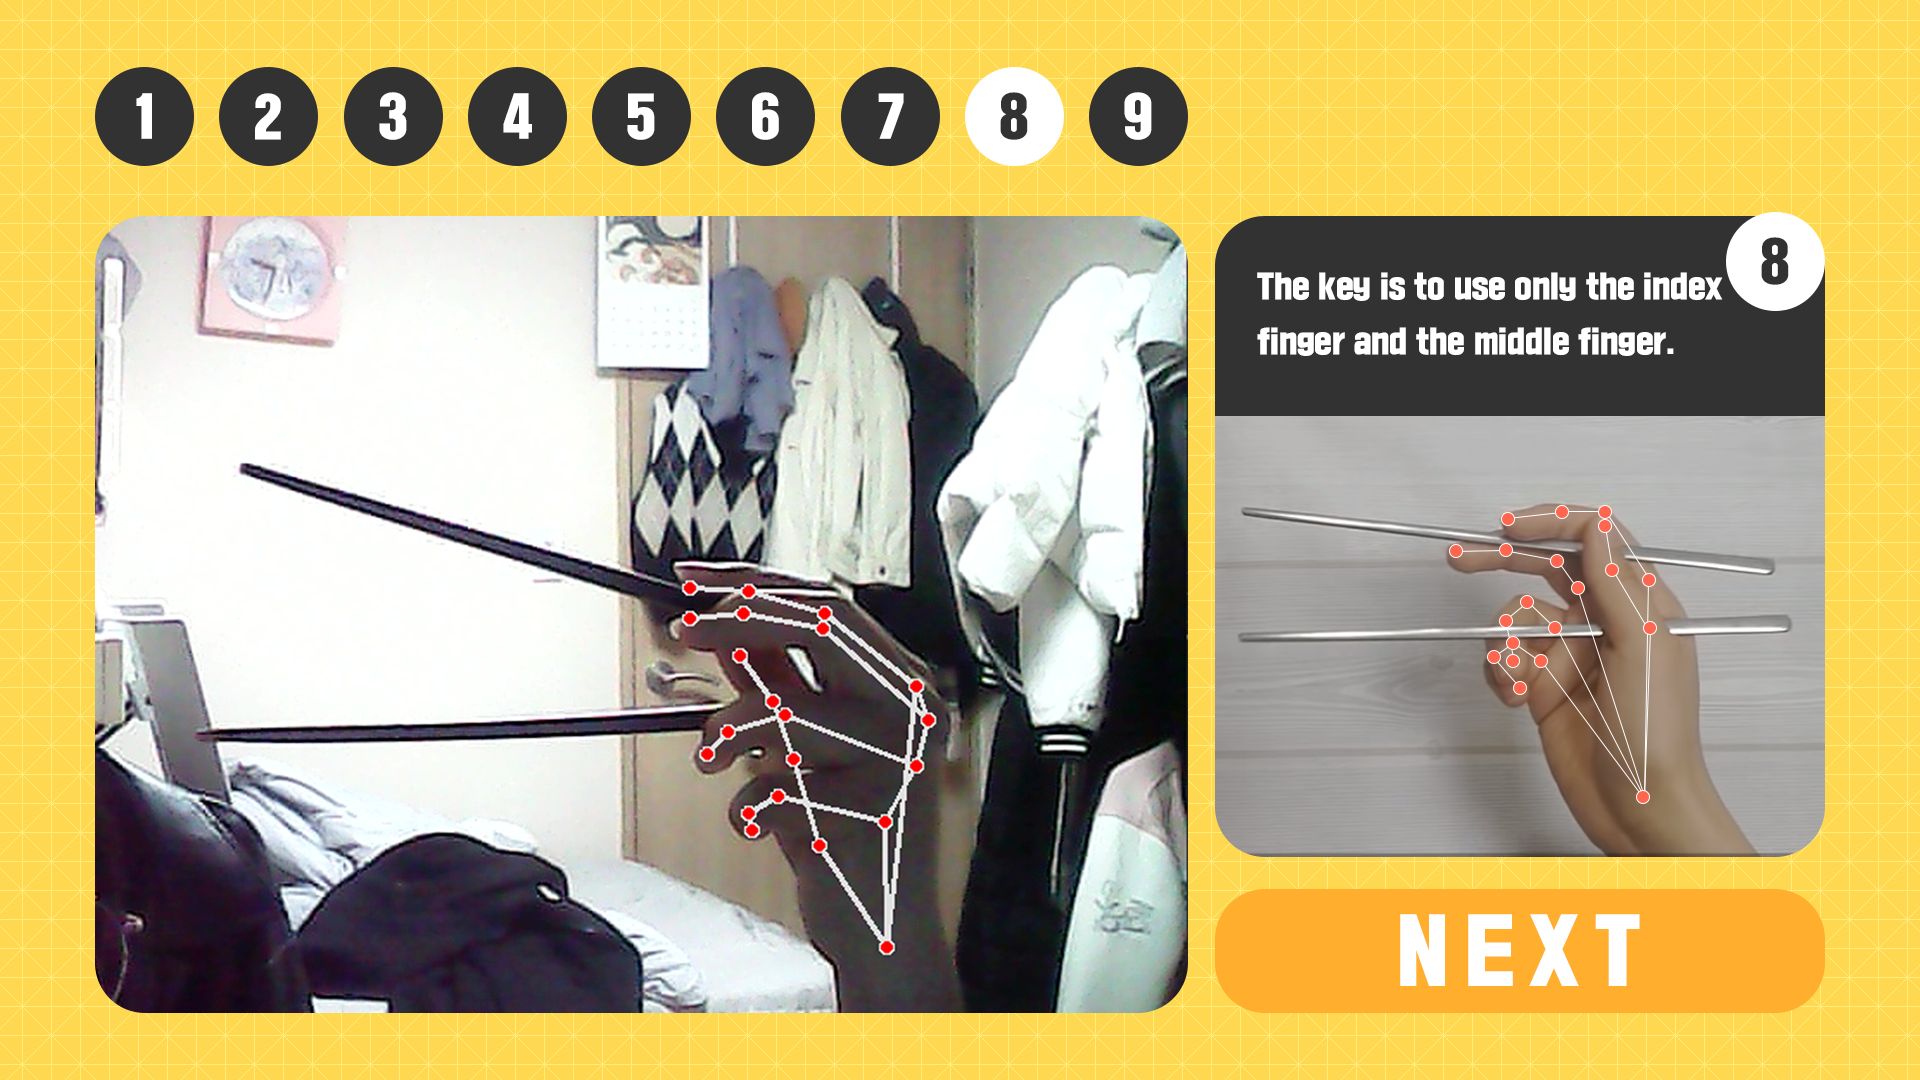 1 2 3 4 5 6 7 8 9
The key is to use only the index
finger and the middle finger.
8
NEXT